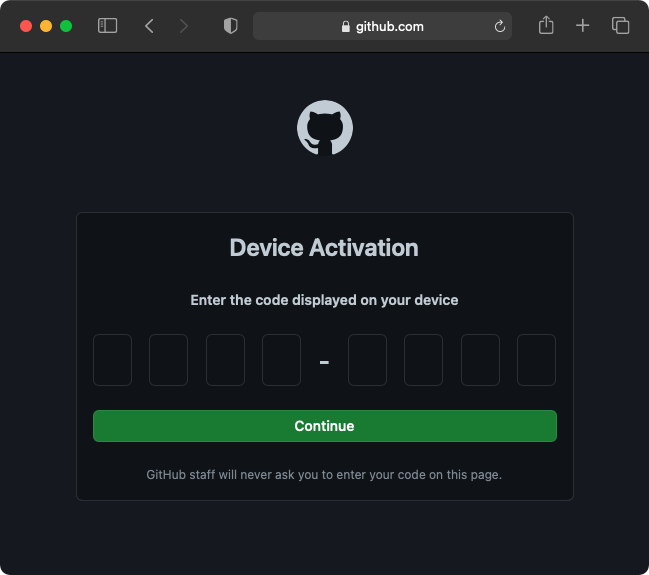 github.com
Device Activation
Enter the code displayed on your device
-
Continue
GitHub staff will never ask you to enter your code on this page.